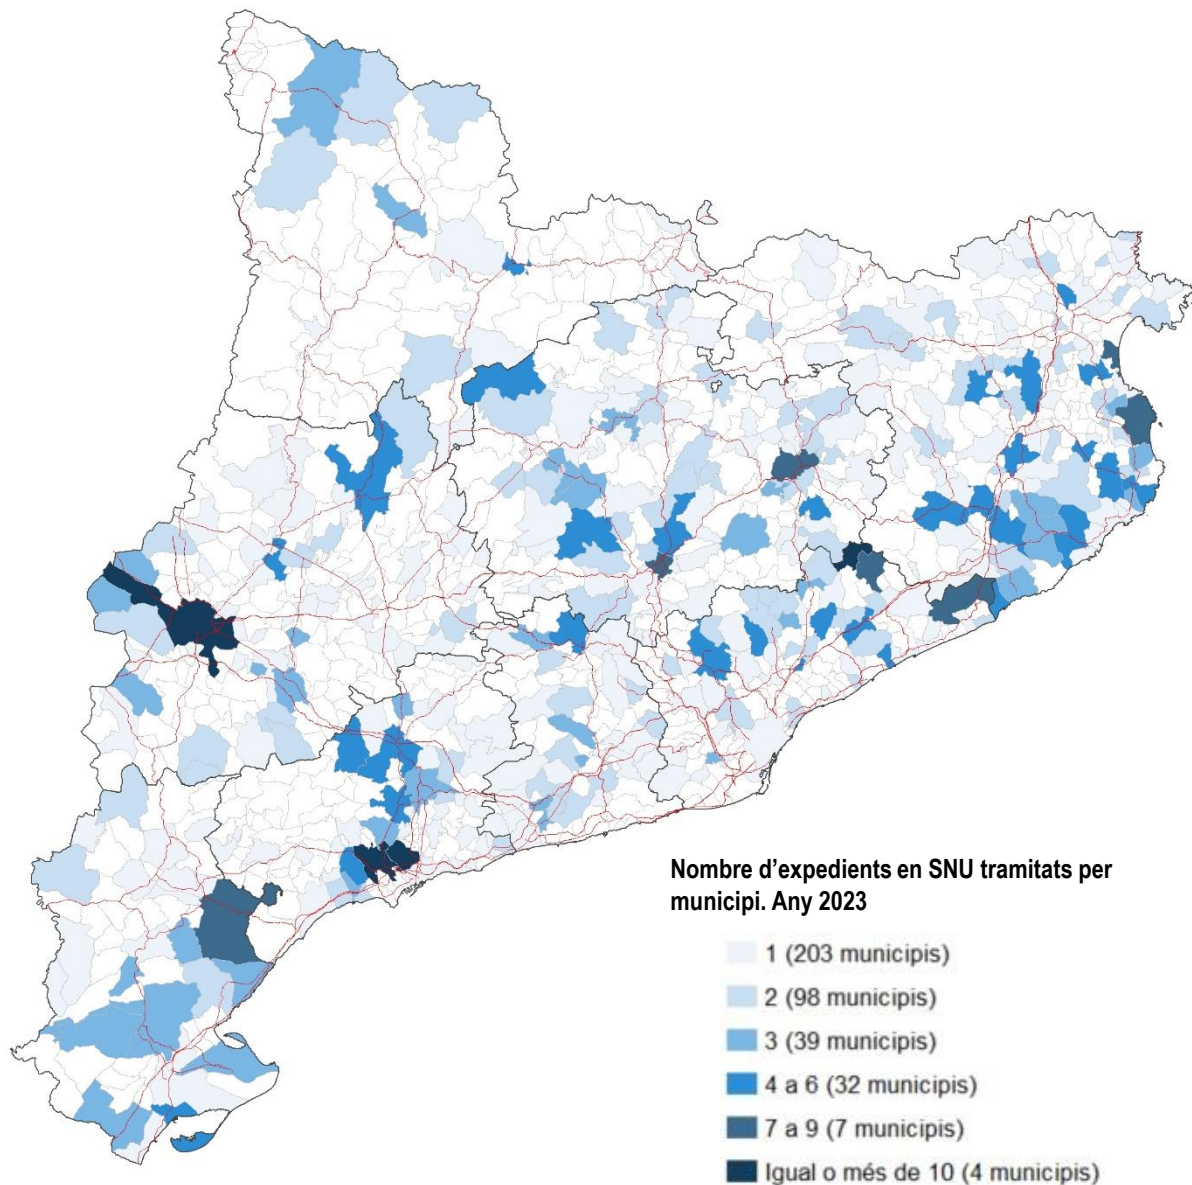 Nombre d'expedients en SNU tramitats per
municipi. Any 2023
1 (203 municipis)
2 (98 municipis)
3 (39 municipis)
4 a 6 (32 municipis)
7 a 9 (7 municipis)
Igual o més de 10 (4 municipis)